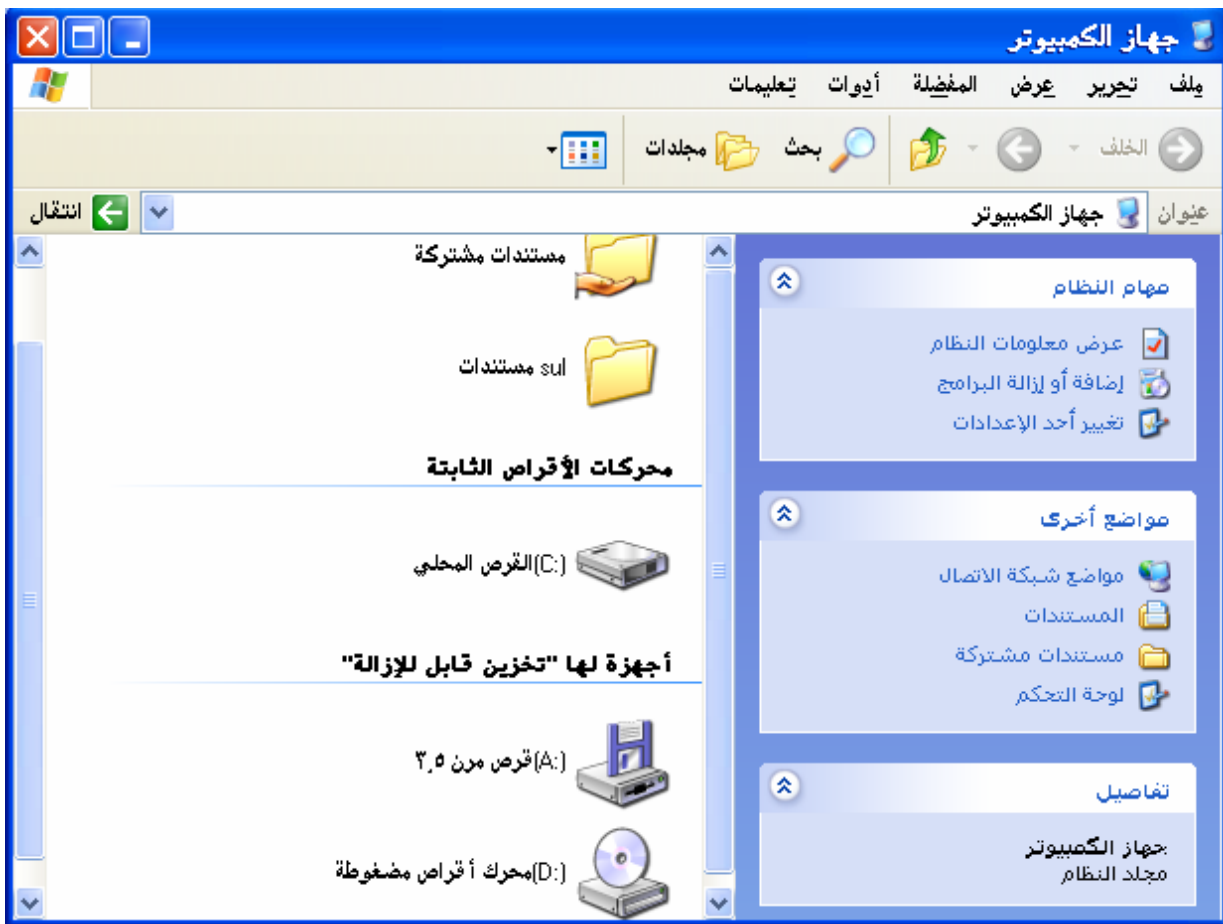 جهاز الكمبيوتر
ملف تحرير عرض المفضلة أدوات تعليمات
الخلف بحث مجلدات
عنوان جهاز الكمبيوتر انتقال
مهام النظام
عرض معلومات النظام
إضافة أو إزالة البرامج
تغيير أحد الإعدادات
مواضع أخرى
مواضع شبكة الاتصال
المستندات
مستندات مشتركة
لوحة التحكم
تفاصيل
جهاز الكمبيوتر
مجلد النظام
مستندات مشتركة
sul مستندات
محركات الأقراص الثابتة
(C:)القرص المحلي
أجهزة لها "تخزين قابل للإزالة"
(A:)قرص مرن ٣,٥
(D:)محرك أقراص مضغوطة